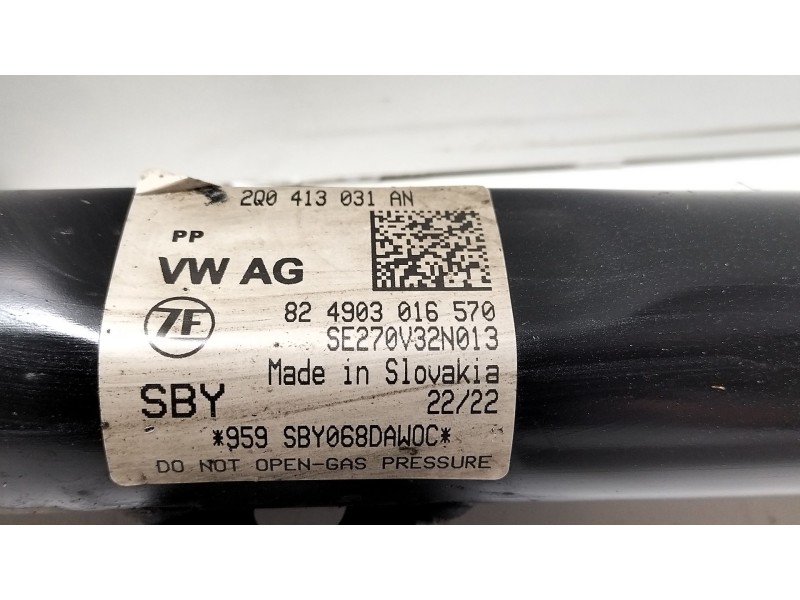 2Q0 413 031 AN
PP
VW AG
ZF
82 4903 016 570
SE270V32N013
Made in Slovakia
SBY
22/22
*959 SBY068DAWOC*
DO NOT OPEN-GAS PRESSURE